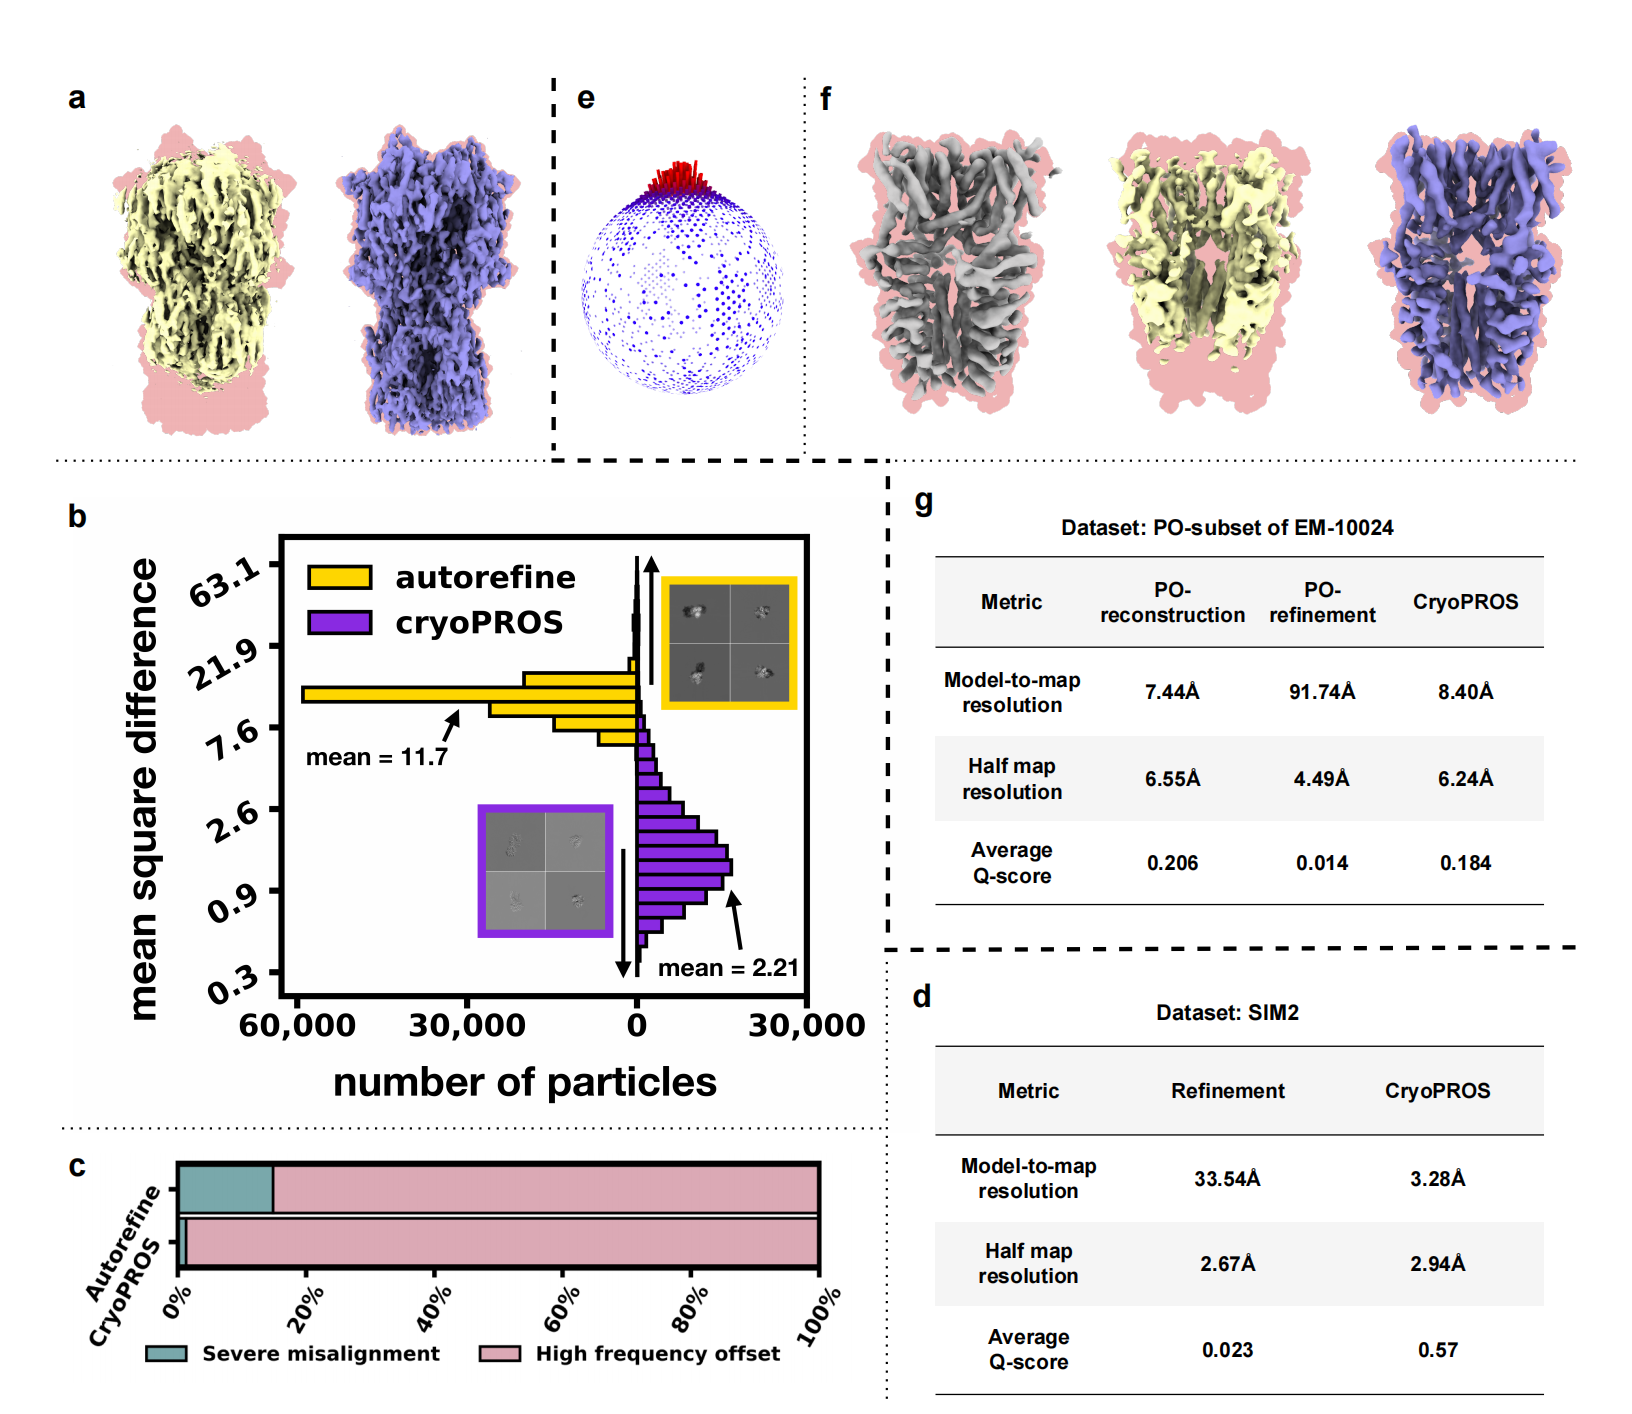 a
e
f
b
63.1
21.9
7.6
2.6
0.9
0.3
mean square difference
autorefine
cryoPROS
mean = 11.7
mean = 2.21
60,000 30,000 0 30,000
number of particles
c
Autorefine
CryoPROS
0% 20% 40% 60% 80% 100%
Severe misalignment High frequency offset
g
Dataset: PO-subset of EM-10024
Metric PO-reconstruction PO-refinement CryoPROS
Model-to-map resolution 7.44Å 91.74Å 8.40Å
Half map resolution 6.55Å 4.49Å 6.24Å
Average Q-score 0.206 0.014 0.184
d
Dataset: SIM2
Metric Refinement CryoPROS
Model-to-map resolution 33.54Å 3.28Å
Half map resolution 2.67Å 2.94Å
Average Q-score 0.023 0.57